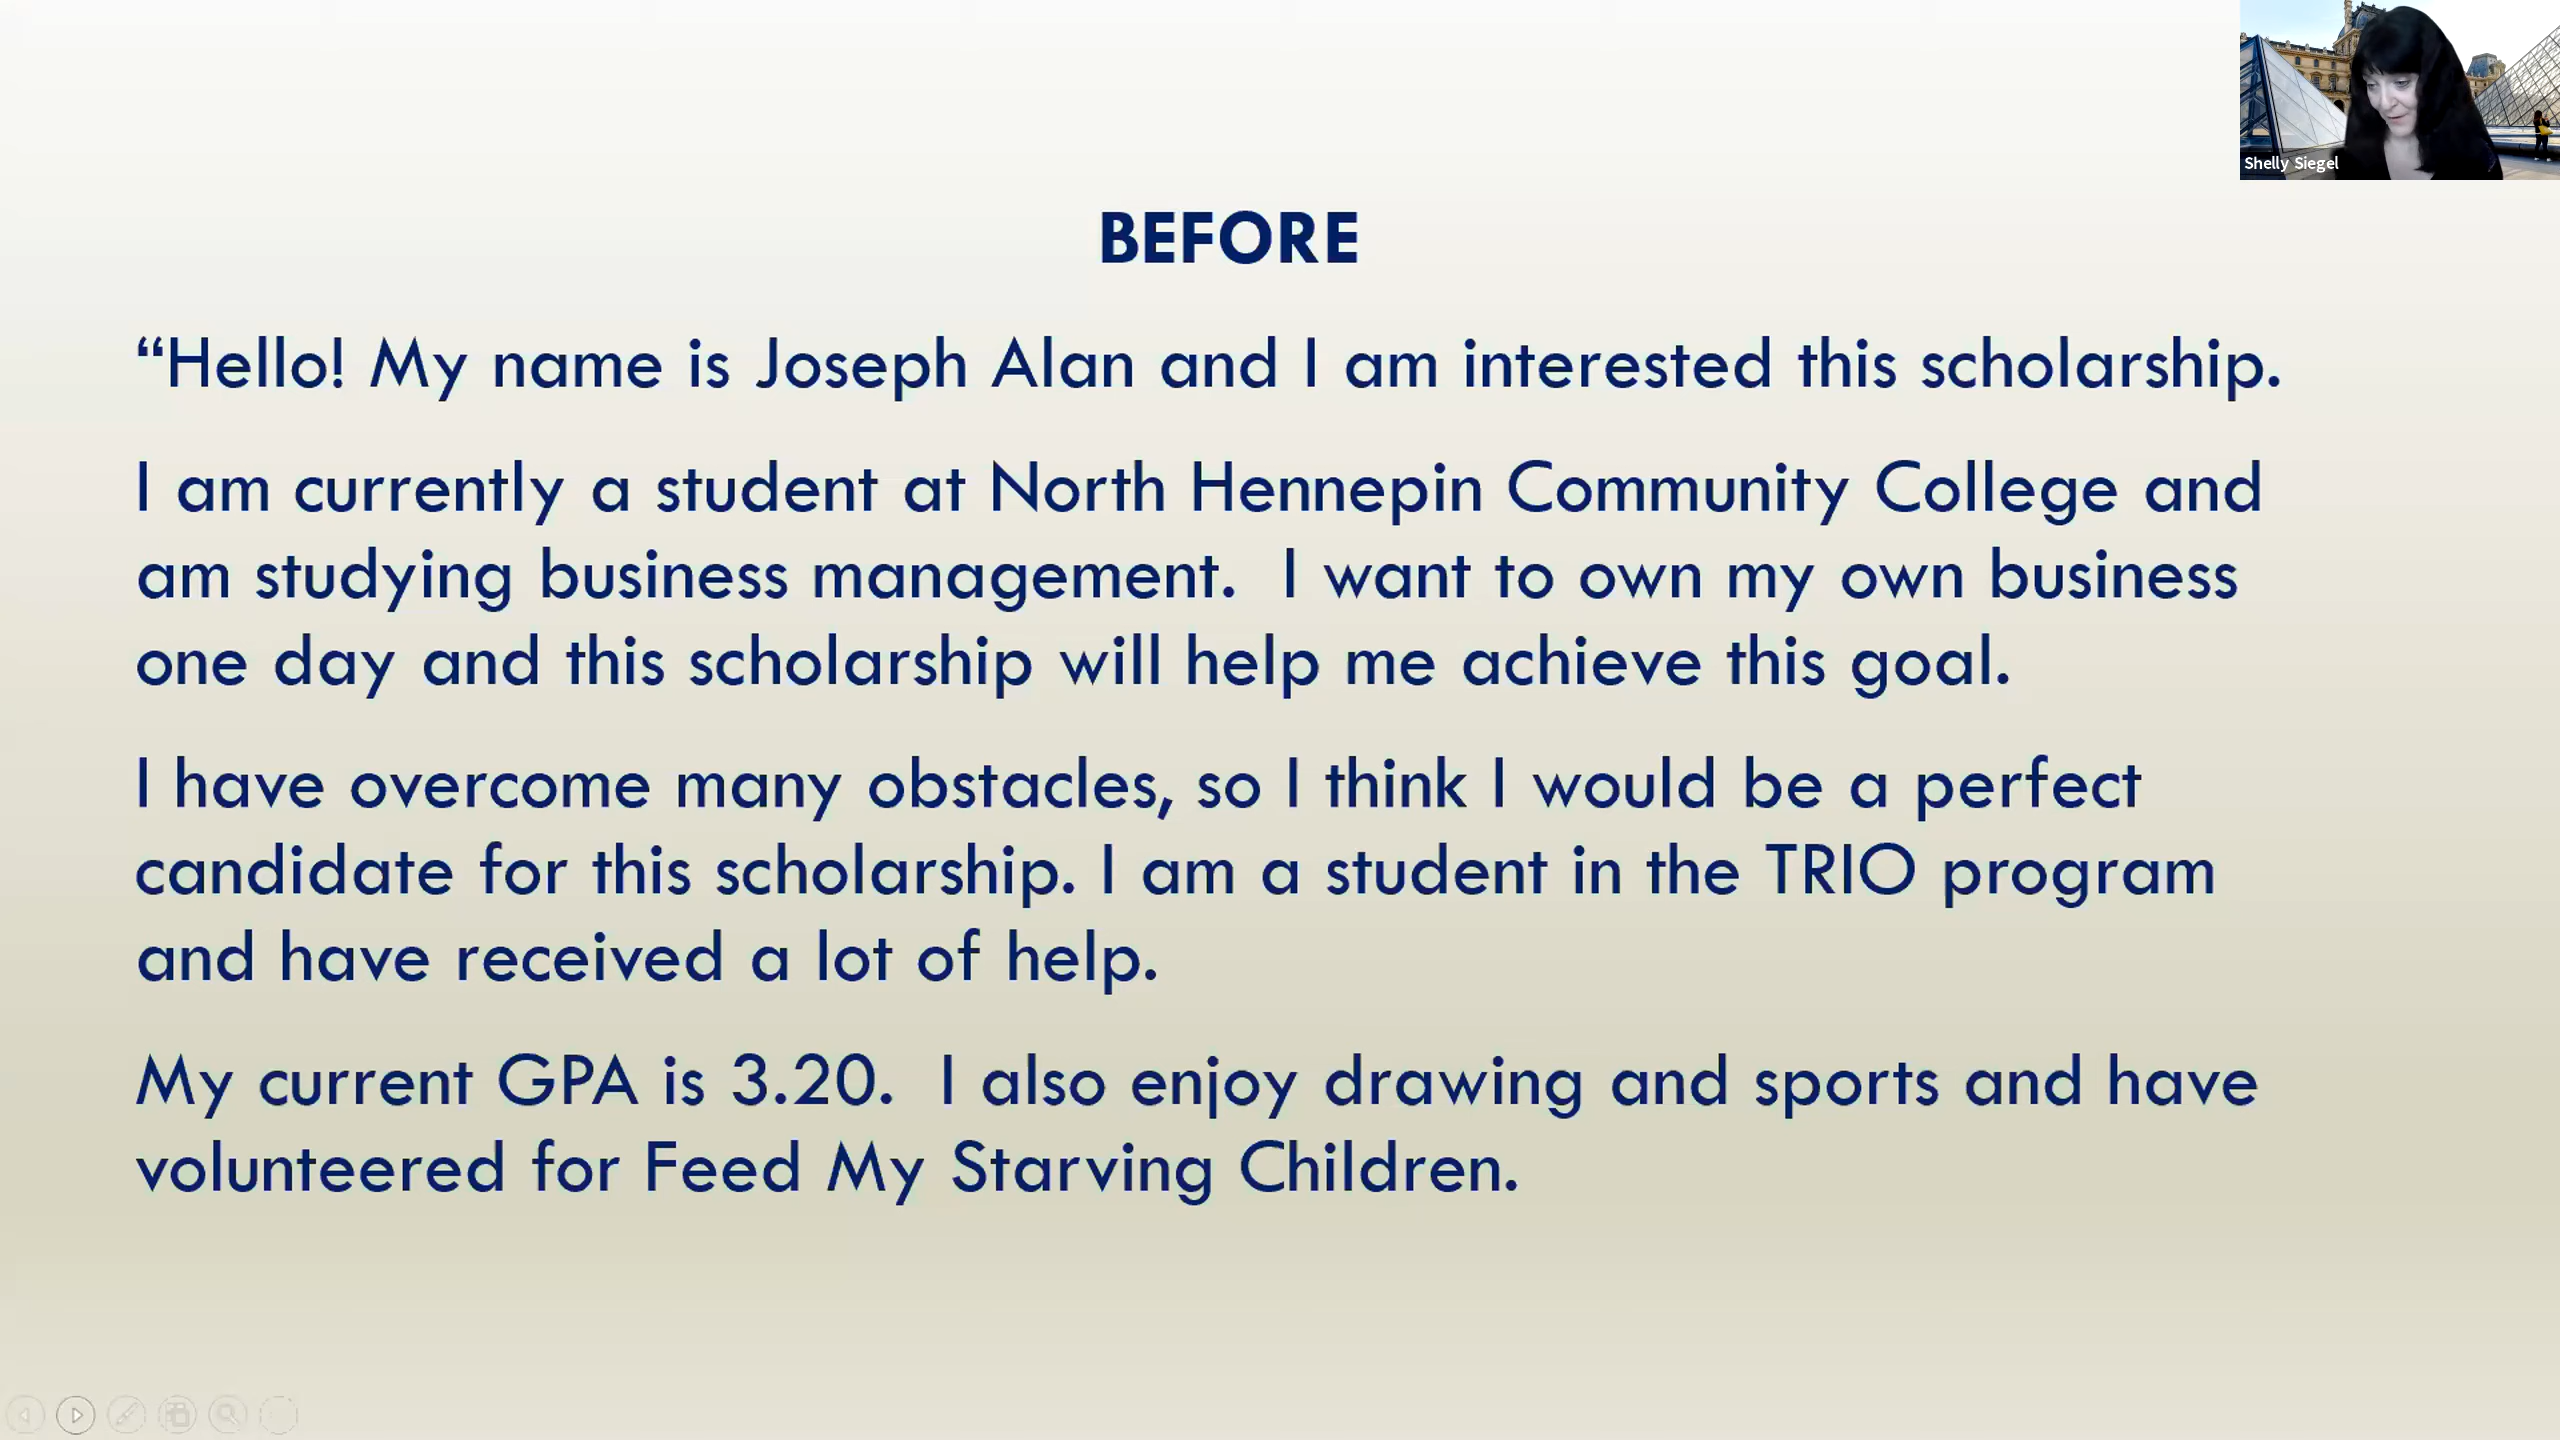 Shelly Siegel
BEFORE
“Hello! My name is Joseph Alan and I am interested this scholarship.
I am currently a student at North Hennepin Community College and
am studying business management.  I want to own my own business
one day and this scholarship will help me achieve this goal.
I have overcome many obstacles, so I think I would be a perfect
candidate for this scholarship. I am a student in the TRIO program
and have received a lot of help.
My current GPA is 3.20.  I also enjoy drawing and sports and have
volunteered for Feed My Starving Children.